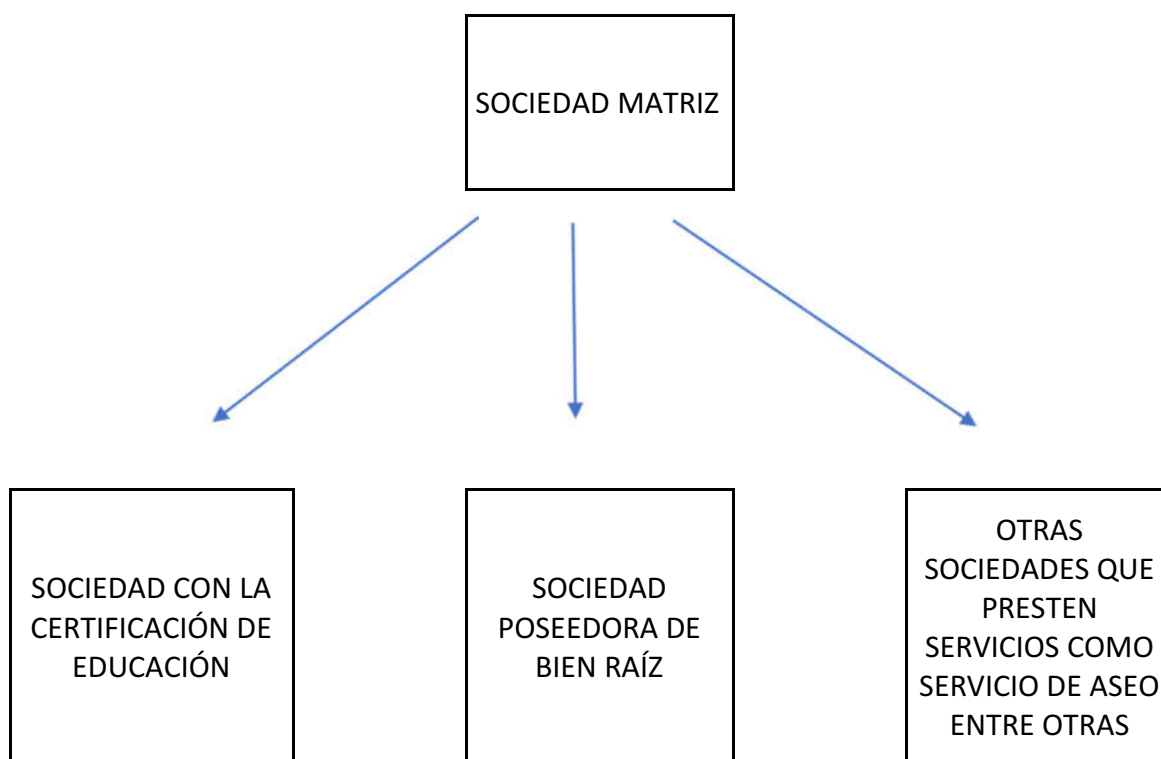 SOCIEDAD MATRIZ
SOCIEDAD CON LA
CERTIFICACIÓN DE
EDUCACIÓN
SOCIEDAD
POSEEDORA DE
BIEN RAÍZ
OTRAS
SOCIEDADES QUE
PRESTEN
SERVICIOS COMO
SERVICIO DE ASEO
ENTRE OTRAS